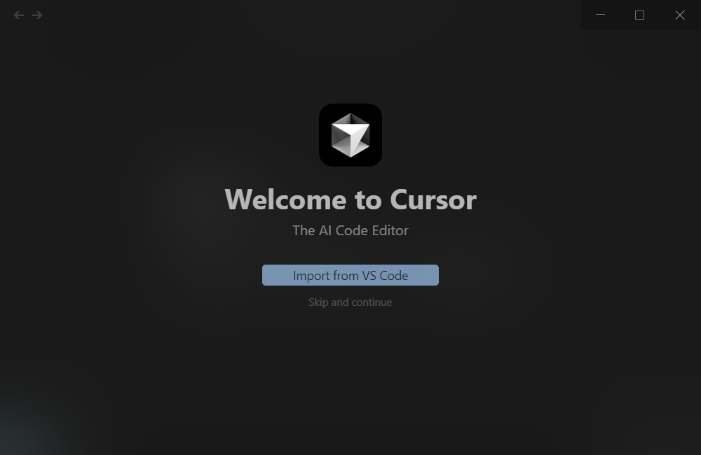 Welcome to Cursor
The AI Code Editor
Import from VS Code
Skip and continue